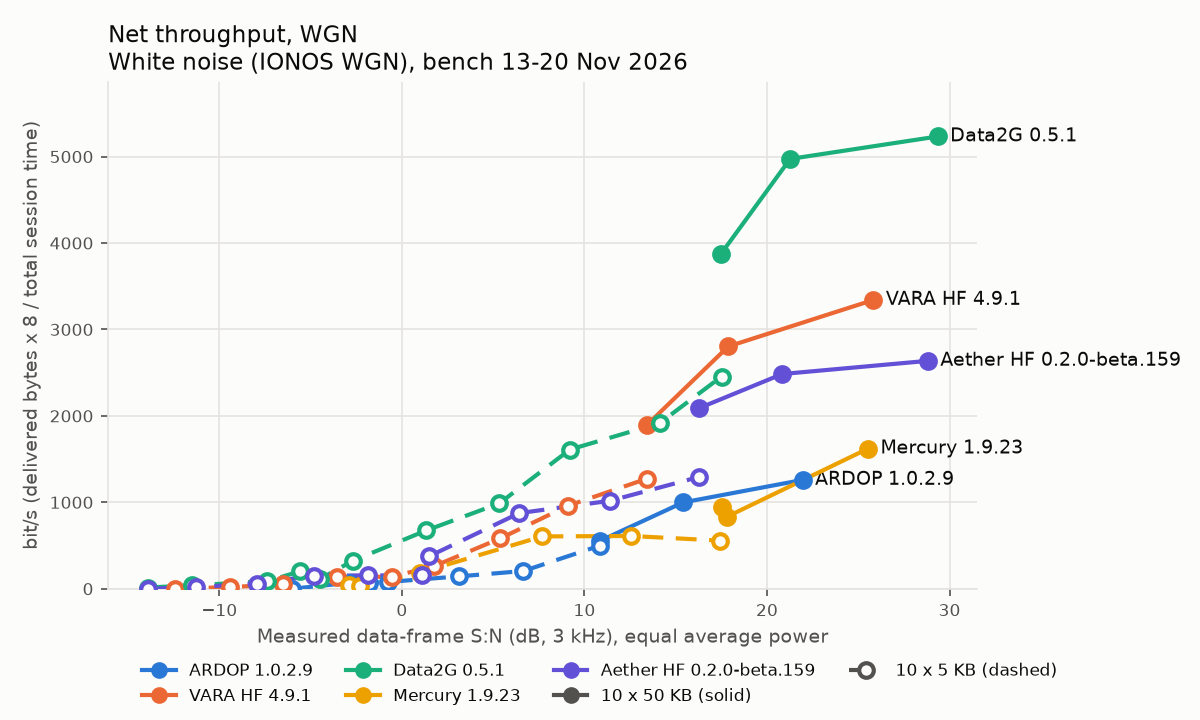 Net throughput, WGN
White noise (IONOS WGN), bench 13-20 Nov 2026
bit/s (delivered bytes x 8 / total session time)
5000
4000
3000
2000
1000
0
Data2G 0.5.1
VARA HF 4.9.1
Aether HF 0.2.0-beta.159
Mercury 1.9.23
ARDOP 1.0.2.9
−10 0 10 20 30
Measured data-frame S:N (dB, 3 kHz), equal average power
ARDOP 1.0.2.9 Data2G 0.5.1 Aether HF 0.2.0-beta.159 10 x 5 KB (dashed)
VARA HF 4.9.1 Mercury 1.9.23 10 x 50 KB (solid)